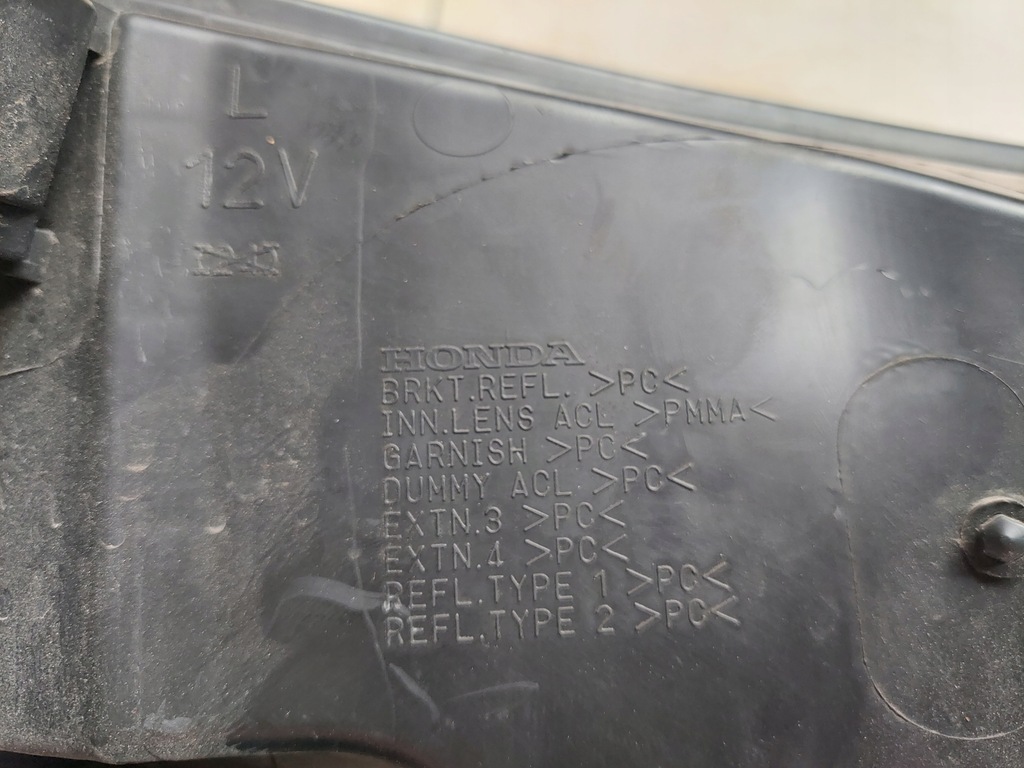 L
12V
HONDA
BRKT.REFL. >PC<
INN.LENS ACL >PMMA<
GARNISH >PC<
DUMMY ACL.>PC<
EXTN.3 >PC<
EXTN.4 >PC<
REFL.TYPE 1 >PC<
REFL.TYPE 2 >PC<